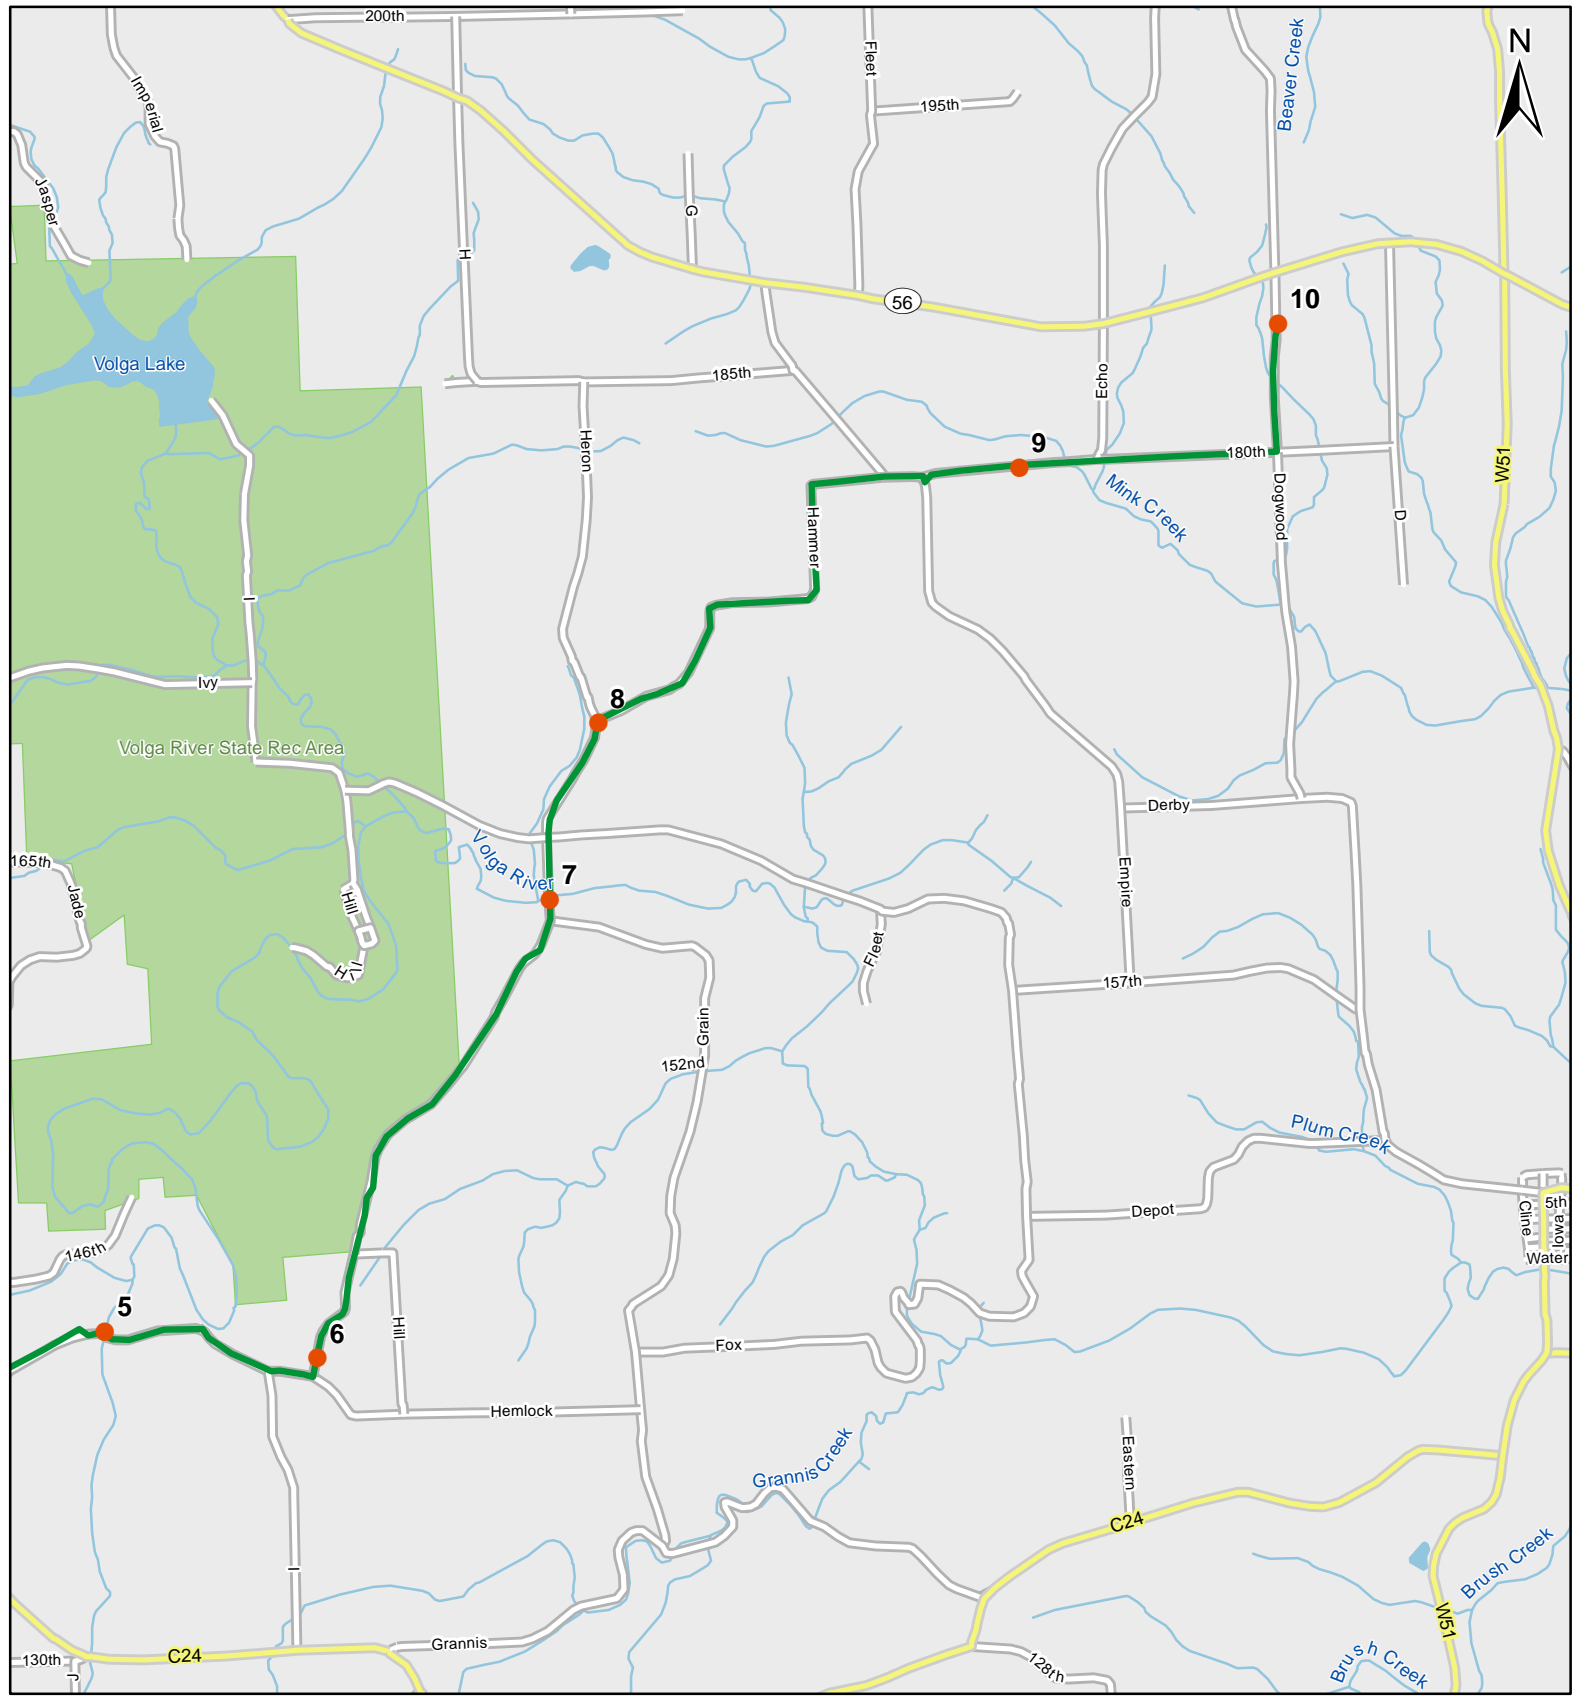 200th
N
Fleet
Beaver Creek
Imperial
195th
Jasper
G
H
56
10
Volga Lake
185th
Echo
9
180th
Heron
W51
Mink Creek
Dogwood
D
Hammer
I
Ivy
8
Volga River State Rec Area
Derby
165th
Volga River
7
Empire
Jade
Hill
Fleet
Hill
157th
Grain
152nd
Plum Creek
Depot
5th
Cline
Iowa
146th
Water
5
6
Hill
Fox
Hemlock
Grannis Creek
Eastern
C24
I
Brush Creek
W51
Grannis
C24
130th
J
128th
Brush Creek